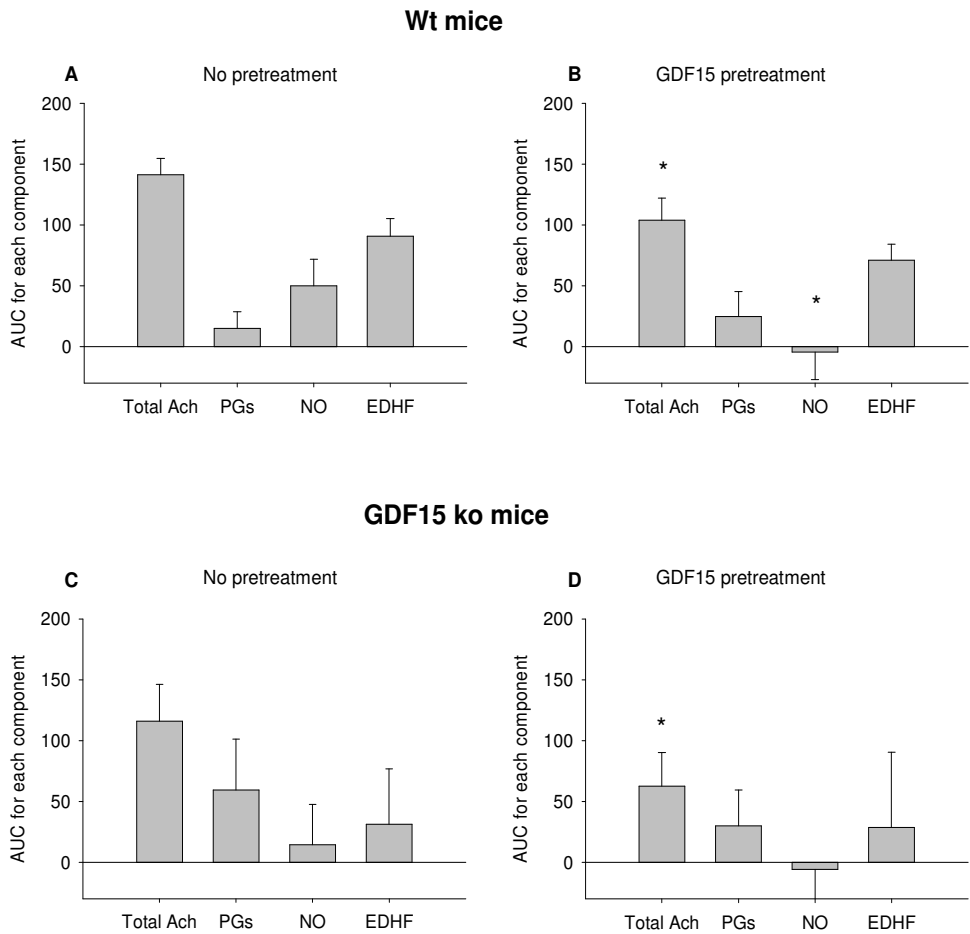 Wt mice
A No pretreatment
B GDF15 pretreatment
AUC for each component
200
150
100
50
0
Total Ach PGs NO EDHF
AUC for each component
200
150
100
50
0
*
*
Total Ach PGs NO EDHF
GDF15 ko mice
C No pretreatment
D GDF15 pretreatment
AUC for each component
200
150
100
50
0
Total Ach PGs NO EDHF
AUC for each component
200
150
100
50
0
*
Total Ach PGs NO EDHF